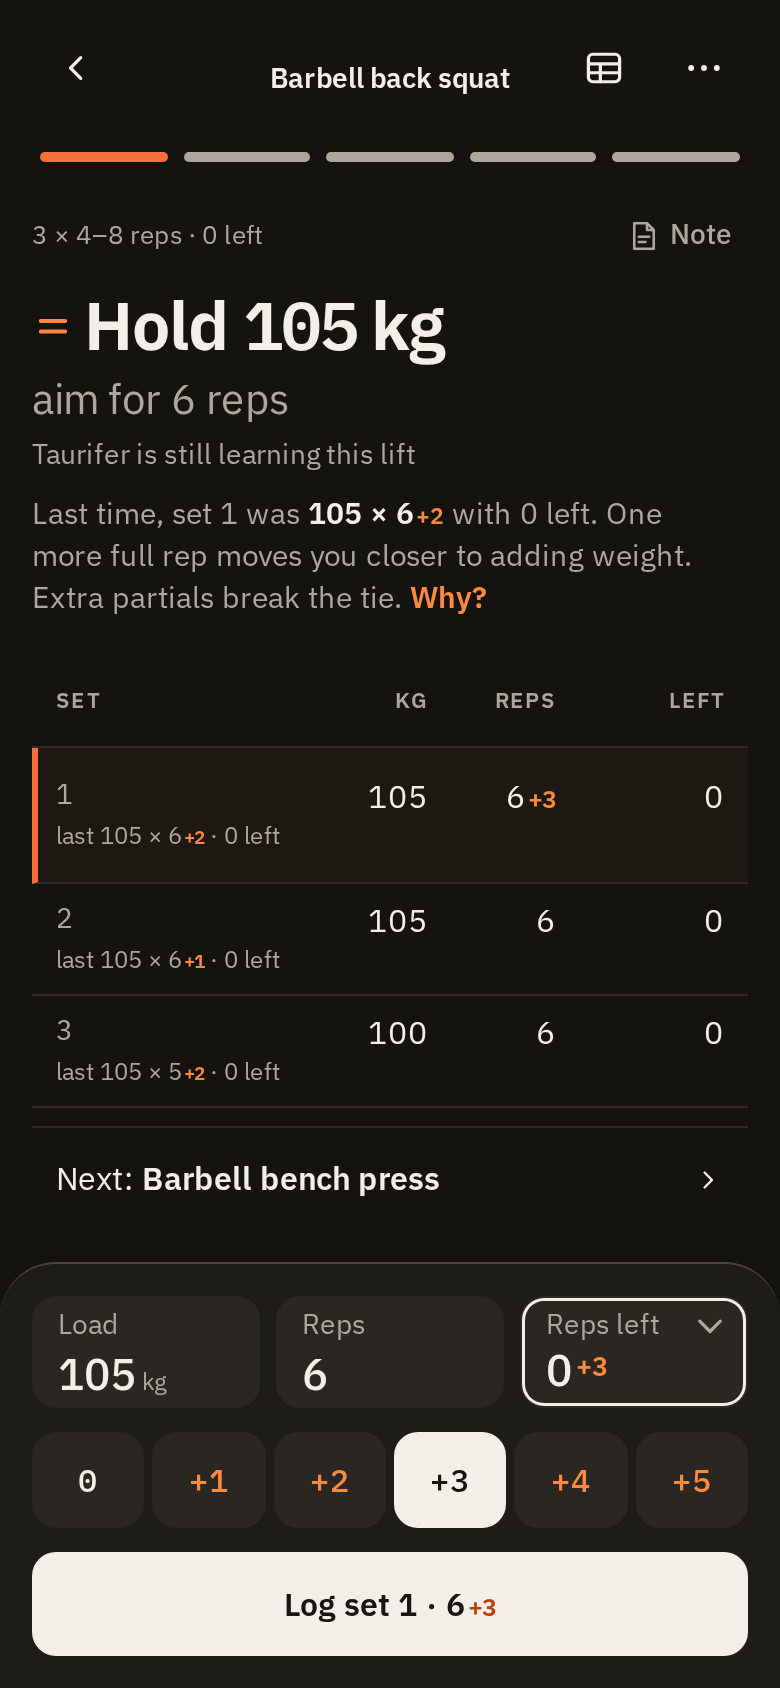 Barbell back squat
3 × 4–8 reps · 0 left
Note
= Hold 105 kg
aim for 6 reps
Taurifer is still learning this lift
Last time, set 1 was 105 × 6+2 with 0 left. One
more full rep moves you closer to adding weight.
Extra partials break the tie. Why?
SET KG REPS LEFT
1 105 6+3 0
last 105 × 6+2 · 0 left
2 105 6 0
last 105 × 6+1 · 0 left
3 100 6 0
last 105 × 5+2 · 0 left
Next: Barbell bench press
Load Reps Reps left
105 kg 6 0+3
0 +1 +2 +3 +4 +5
Log set 1 · 6+3